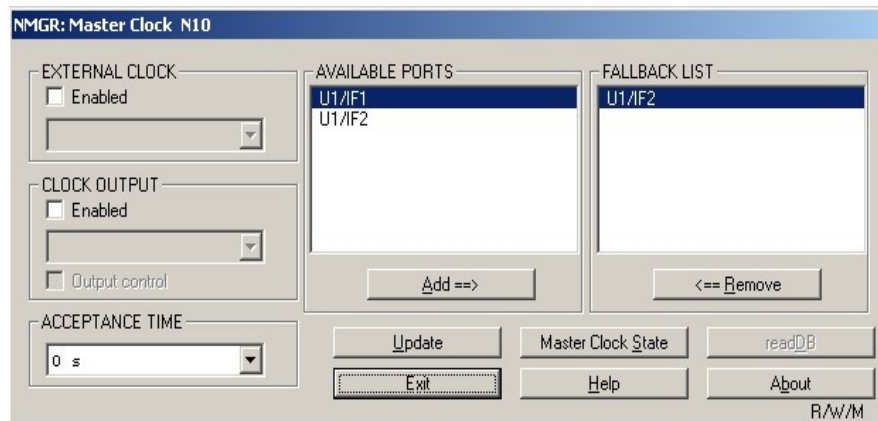 NMGR: Master Clock N10
EXTERNAL CLOCK
Enabled
CLOCK OUTPUT
Enabled
Output control
ACCEPTANCE TIME
0 s
AVAILABLE PORTS
U1/IF1
U1/IF2
Add ==>
FALLBACK LIST
U1/IF2
<== Remove
Update
Master Clock State
readDB
Exit
Help
About
R/W/M